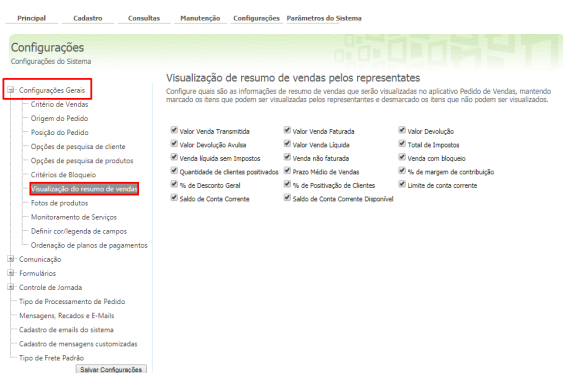 Principal Cadastro Consultas Manutenção Configurações Parâmetros do Sistema
Configurações
Configurações do Sistema
Configurações Gerais
Critério de Vendas
Origem do Pedido
Posição do Pedido
Opções de pesquisa de cliente
Opções de pesquisa de produtos
Critérios de Bloqueio
Visualização do resumo de vendas
Fotos de produtos
Monitoramento de Serviços
Definir cor/legenda de campos
Ordenação de planos de pagamentos
Comunicação
Formulários
Controle de Jornada
Tipo de Processamento de Pedido
Mensagens, Recados e E-Mails
Cadastro de emails do sistema
Cadastro de mensagens customizadas
Tipo de Frete Padrão
Salvar Configurações
Visualização de resumo de vendas pelos representates
Configure quais são as informações de resumo de vendas que serão visualizadas no aplicativo Pedido de Vendas, mantendo
marcado os itens que podem ser visualizadas pelos representantes e desmarcado os itens que não podem ser visualizados.
Valor Venda Transmitida Valor Venda Faturada Valor Devolução
Valor Devolução Avulsa Valor Venda Líquida Total de Impostos
Venda líquida sem Impostos Venda não faturada Venda com bloqueio
Quantidade de clientes positivados Prazo Médio de Vendas % de margem de contribuição
% de Desconto Geral % de Positivação de Clientes Limite de conta corrente
Saldo de Conta Corrente Saldo de Conta Corrente Disponível